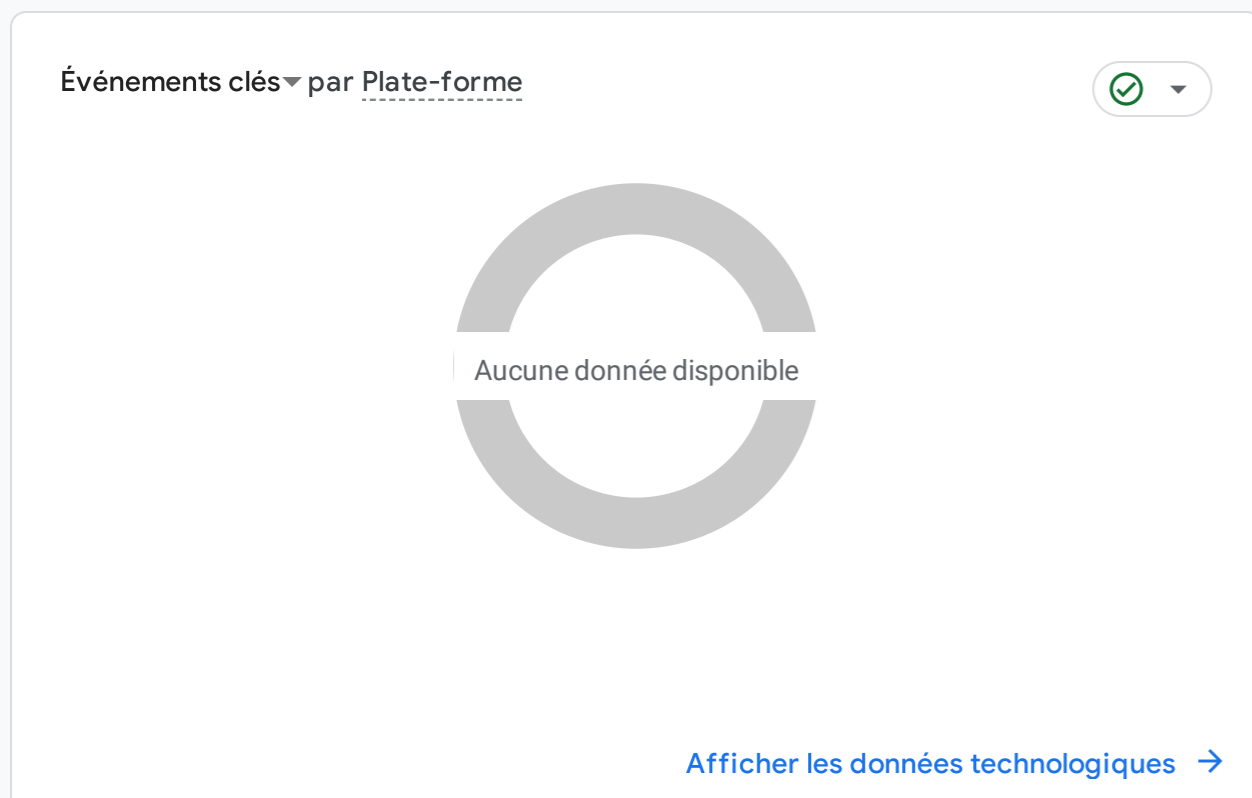 Événements clés par Plate-forme
Aucune donnée disponible
Afficher les données technologiques